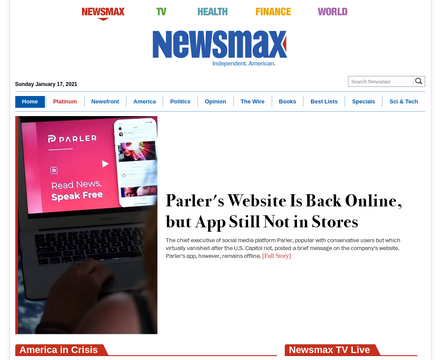 NEWSMAX TV HEALTH FINANCE WORLD
Newsmax
Independent. American.
Sunday January 17, 2021
Search Newsmax
Home Platinum Newsfront America Politics Opinion The Wire Books Best Lists Specials Sci & Tech
PARLER
Read News,
Speak Free
Parler's Website Is Back Online,
but App Still Not in Stores
The chief executive of social media platform Parler, popular with conservative users but which
virtually vanished after the U.S. Capitol riot, posted a brief message on the company's website.
Parler's app, however, remains offline. [Full Story]
America in Crisis
Newsmax TV Live